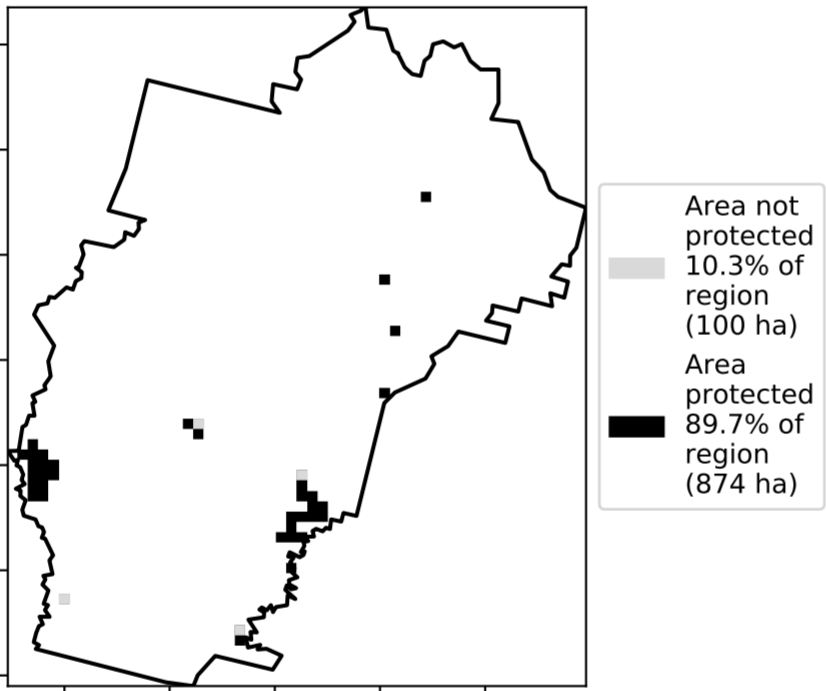 Area not
protected
10.3% of
region
(100 ha)
Area
protected
89.7% of
region
(874 ha)